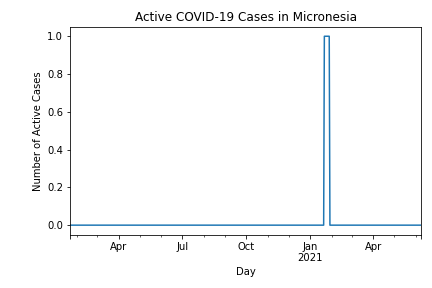 Active COVID-19 Cases in Micronesia
Number of Active Cases
1.0
0.8
0.6
0.4
0.2
0.0
Apr Jul Oct Jan Apr
2021
Day